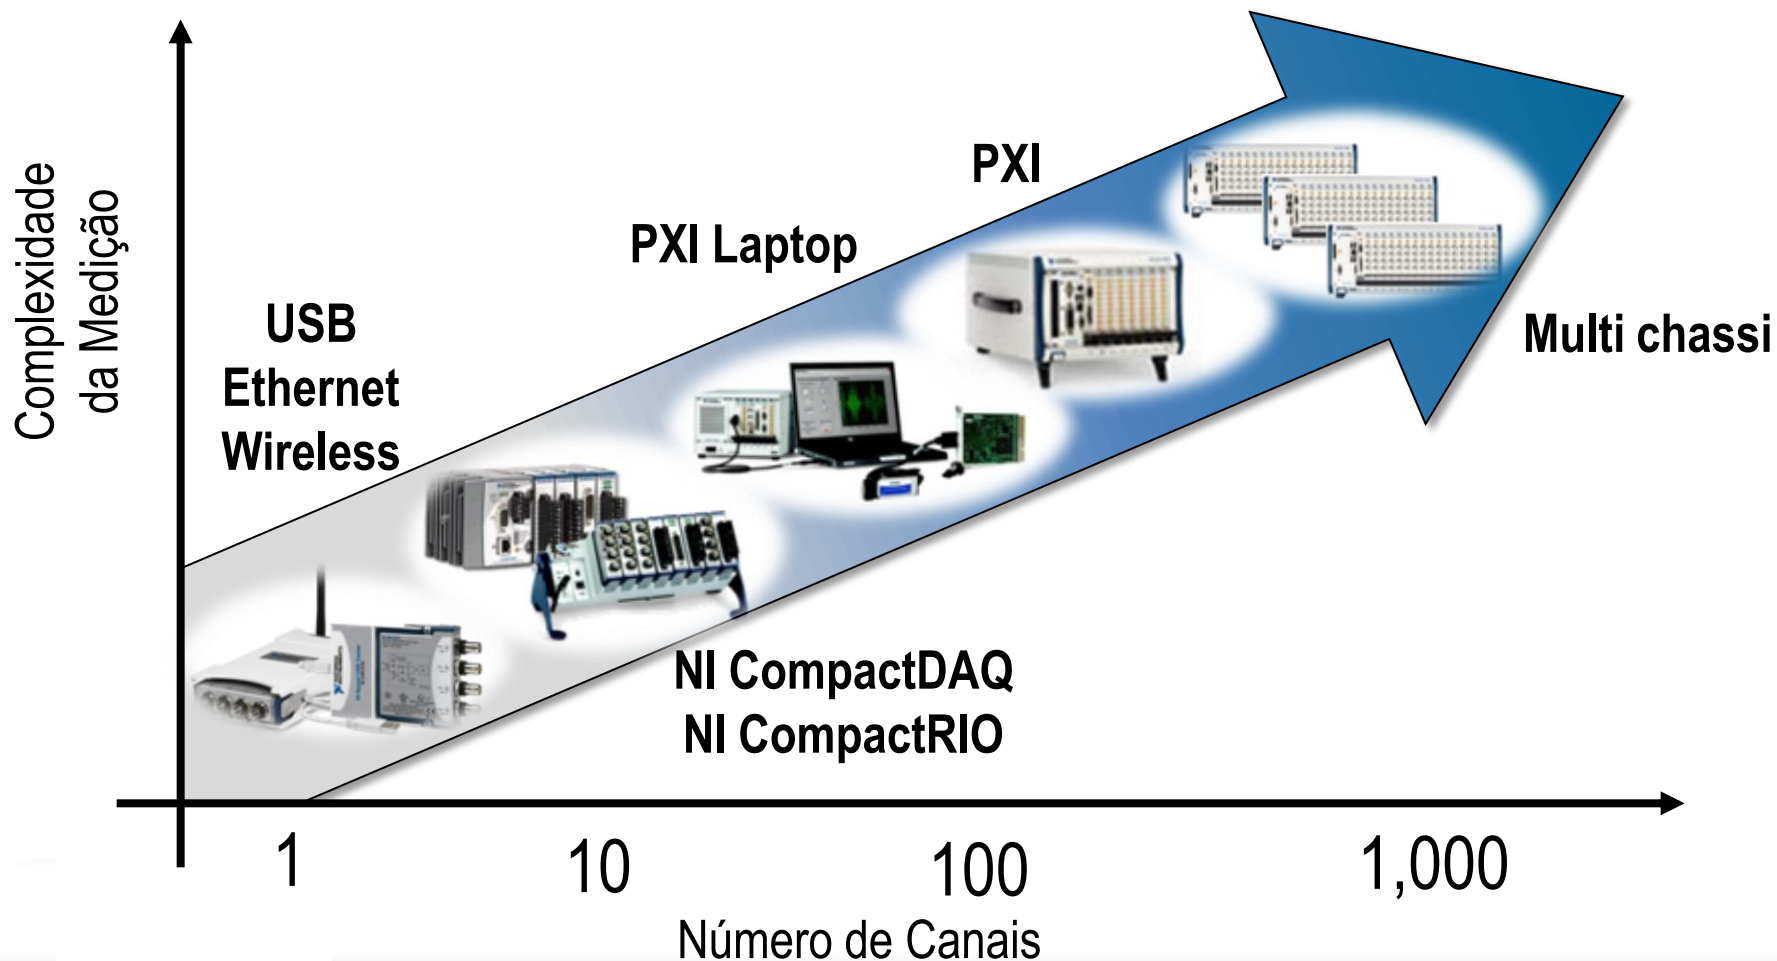 Complexidade
da Medição
USB
Ethernet
Wireless
PXI Laptop
PXI
Multi chassi
NI CompactDAQ
NI CompactRIO
1
10
100
1,000
Número de Canais